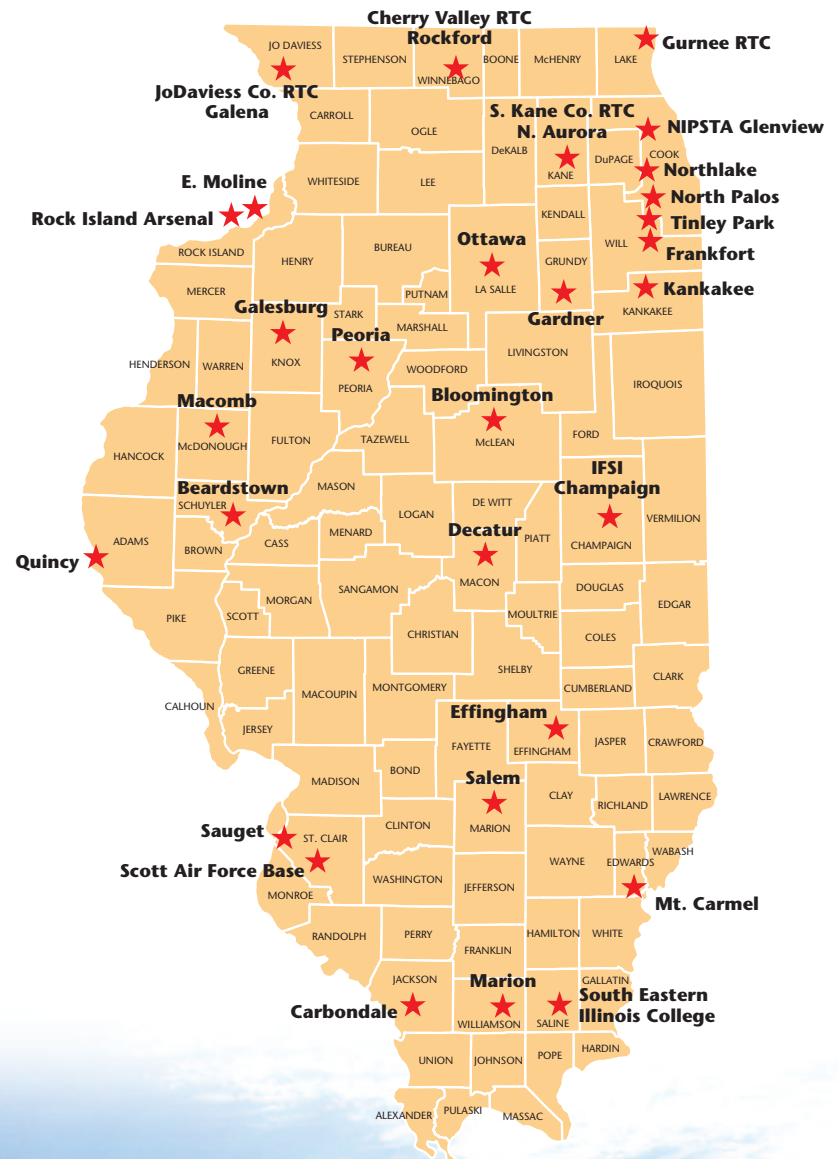 Cherry Valley RTC
Rockford
Gurnee RTC
JO DAVIESS
STEPHENSON
WINNEBAGO
BOONE
McHENRY
LAKE
JoDaviess Co. RTC
Galena
CARROLL
OGLE
S. Kane Co. RTC
N. Aurora
DeKALB
KANE
DuPAGE
COOK
NIPSTA Glenview
Northlake
North Palos
Tinley Park
Frankfort
E. Moline
Rock Island Arsenal
WHITESIDE
LEE
KENDALL
WILL
ROCK ISLAND
HENRY
BUREAU
Ottawa
LA SALLE
GRUNDY
Gardner
Kankakee
KANKAKEE
MERCER
PUTNAM
Galesburg
STARK
MARSHALL
Peoria
KNOX
PEORIA
HENDERSON
WARREN
WOODFORD
LIVINGSTON
IROQUOIS
Macomb
McDONOUGH
HANCOCK
FULTON
TAZEWELL
Bloomington
McLEAN
FORD
IFSI
Champaign
CHAMPAIGN
VERMILION
Beardstown
SCHUYLER
MASON
LOGAN
DE WITT
Quincy
ADAMS
BROWN
CASS
MENARD
Decatur
MACON
PIATT
PIKE
SCOTT
MORGAN
SANGAMON
CHRISTIAN
MOULTRIE
DOUGLAS
EDGAR
COLES
GREENE
MACOUPIN
MONTGOMERY
SHELBY
CUMBERLAND
CLARK
CALHOUN
JERSEY
Effingham
FAYETTE
EFFINGHAM
JASPER
CRAWFORD
MADISON
BOND
Salem
MARION
CLAY
RICHLAND
LAWRENCE
Sauget
ST. CLAIR
Scott Air Force Base
CLINTON
WAYNE
EDWARDS
WABASH
Mt. Carmel
MONROE
WASHINGTON
JEFFERSON
RANDOLPH
PERRY
FRANKLIN
HAMILTON
WHITE
JACKSON
Carbondale
Marion
WILLIAMSON
SALINE
GALLATIN
South Eastern
Illinois College
UNION
JOHNSON
POPE
HARDIN
ALEXANDER
PULASKI
MASSAC